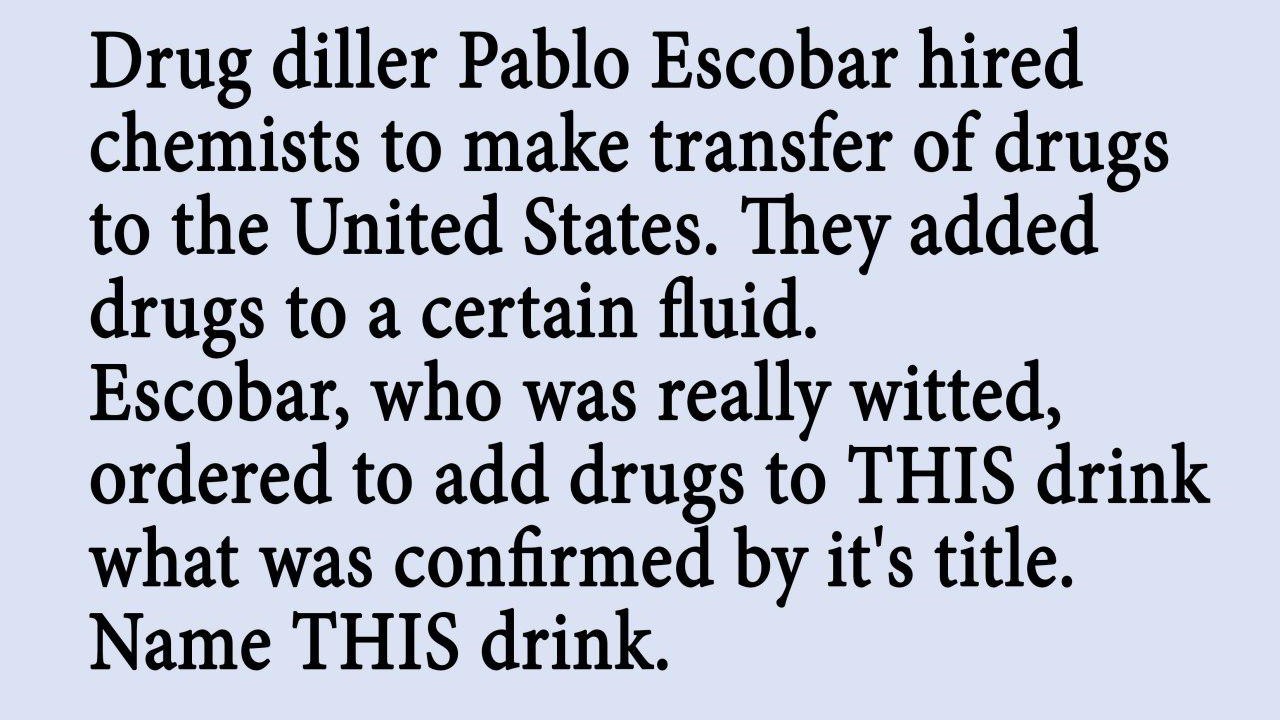 Drug diller Pablo Escobar hired
chemists to make transfer of drugs
to the United States. They added
drugs to a certain fluid.
Escobar, who was really witted,
ordered to add drugs to THIS drink
what was confirmed by it's title.
Name THIS drink.